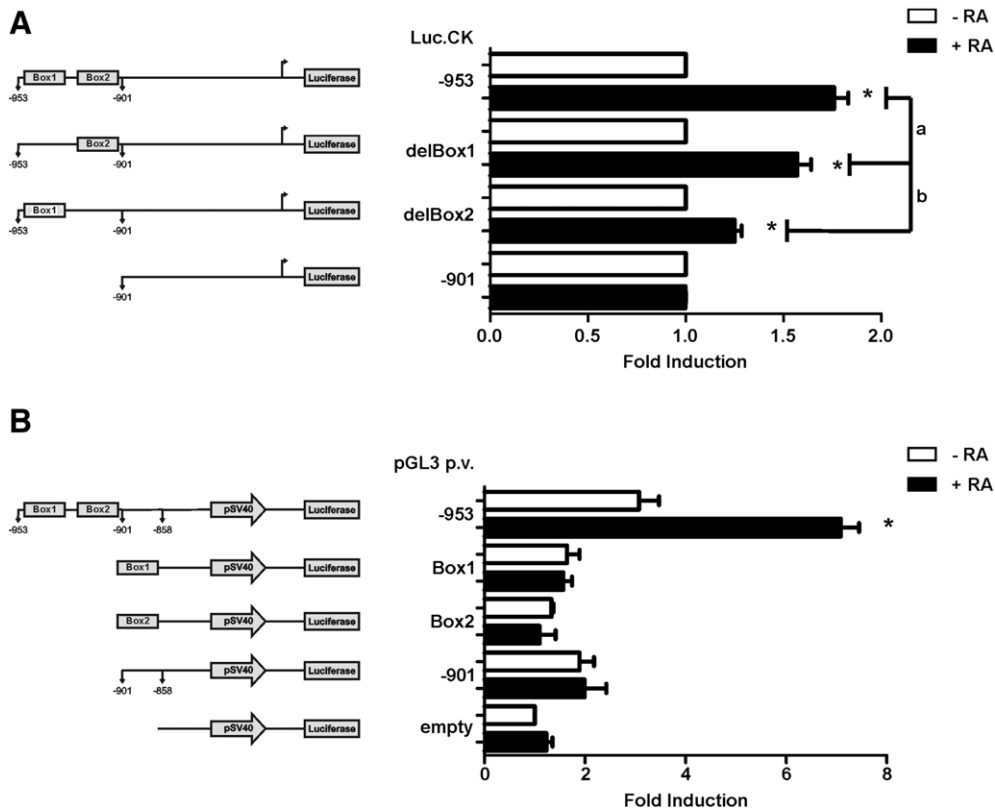 A
Luc.CK
- RA
+ RA
Box1
Box2
Luciferase
-953
-901
-953
Box2
Luciferase
-953
-901
delBox1
Box1
Luciferase
-953
-901
delBox2
Luciferase
-901
-901
*
*
*
a
b
0.0
0.5
1.0
1.5
2.0
Fold Induction
B
pGL3 p.v.
- RA
+ RA
Box1
Box2
pSV40
Luciferase
-953
-901
-858
-953
*
Box1
pSV40
Luciferase
Box1
Box2
pSV40
Luciferase
Box2
pSV40
Luciferase
-901
-858
-901
pSV40
Luciferase
empty
0
2
4
6
8
Fold Induction